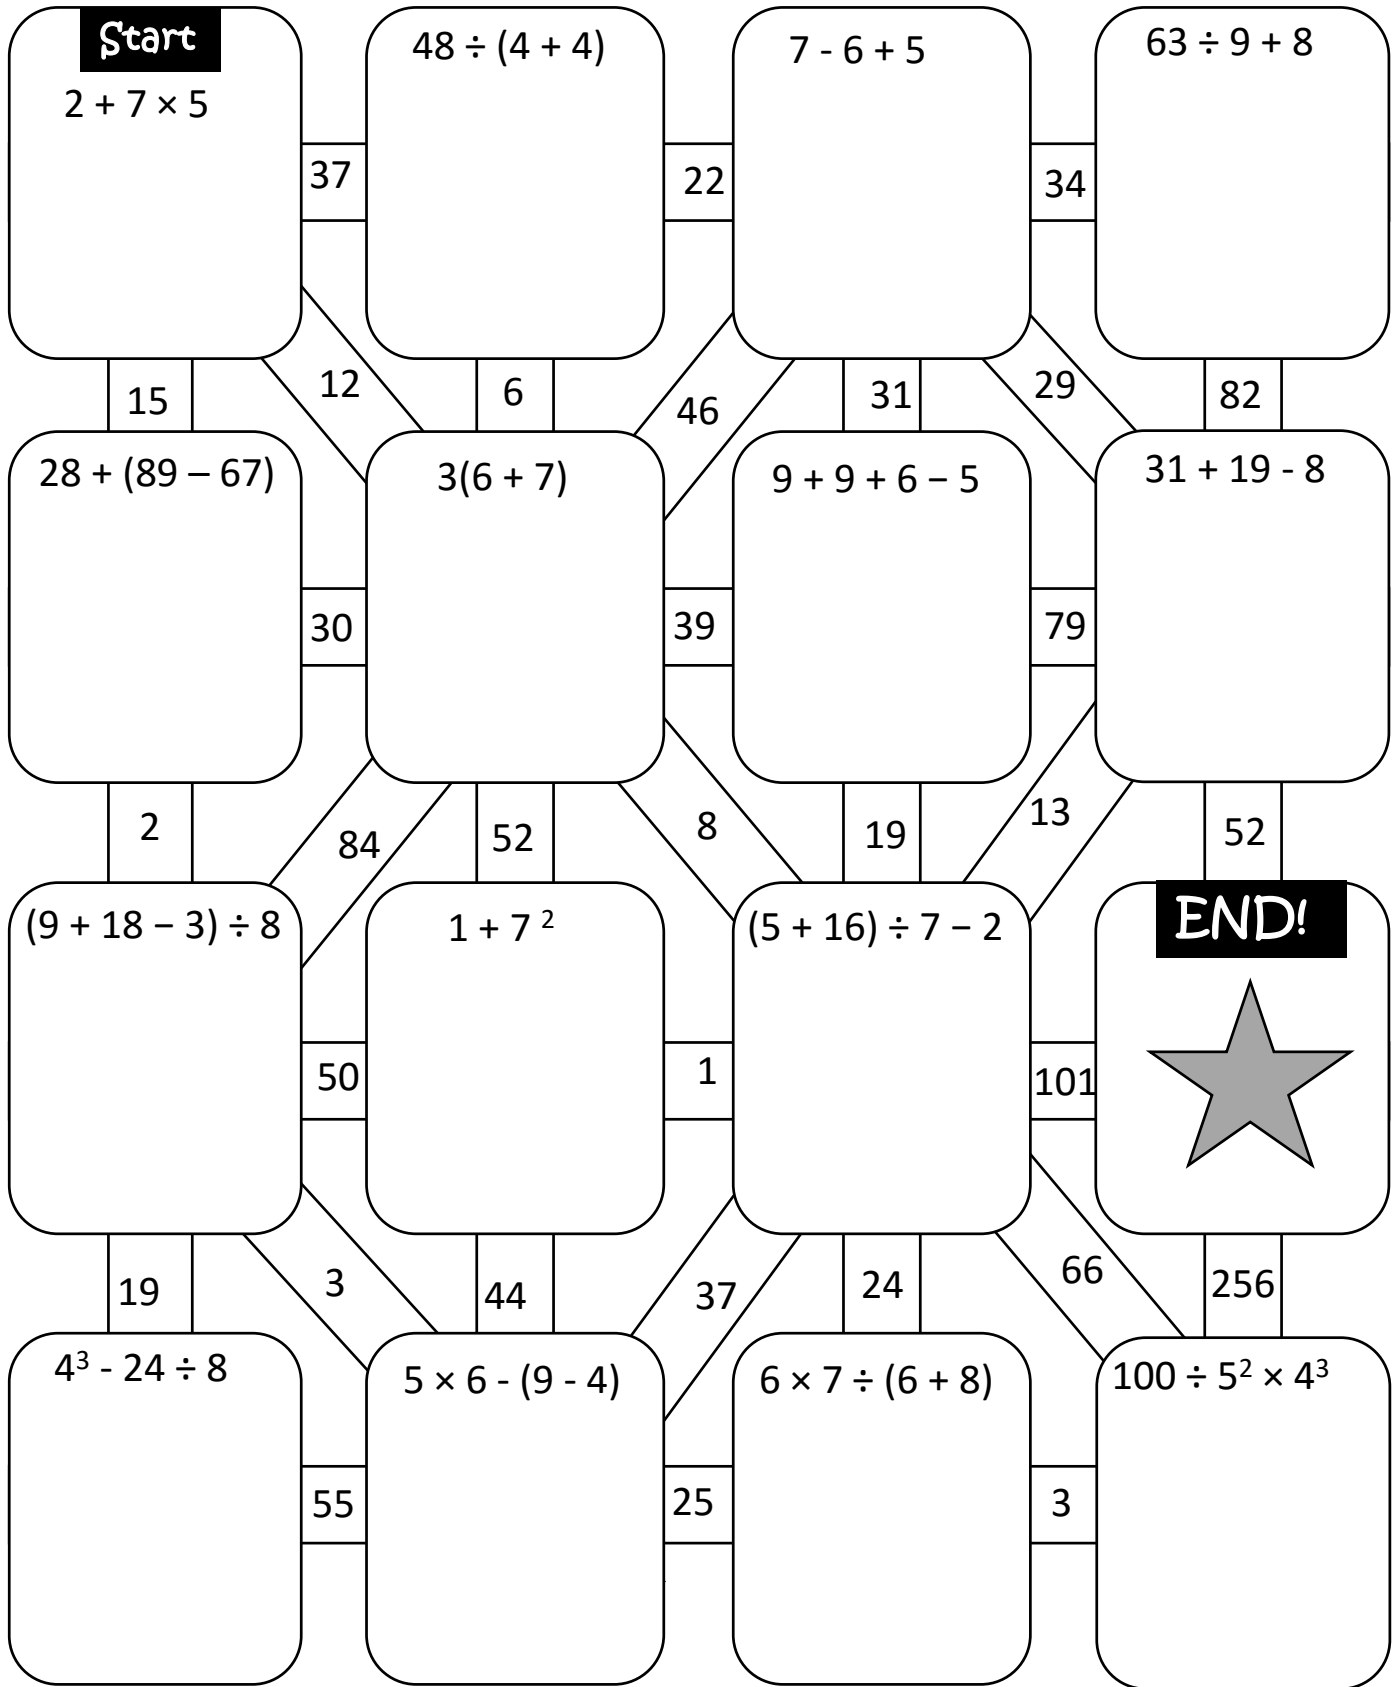 Start
2 + 7 × 5
48 ÷ (4 + 4)
7 - 6 + 5
63 ÷ 9 + 8
37
22
34
15
12
6
46
31
29
82
28 + (89 – 67)
3(6 + 7)
9 + 9 + 6 – 5
31 + 19 - 8
30
39
79
2
84
52
8
19
13
52
(9 + 18 – 3) ÷ 8
1 + 7 ²
(5 + 16) ÷ 7 – 2
END!
50
1
101
19
3
44
37
24
66
256
4³ - 24 ÷ 8
5 × 6 - (9 - 4)
6 × 7 ÷ (6 + 8)
100 ÷ 5² × 4³
55
25
3